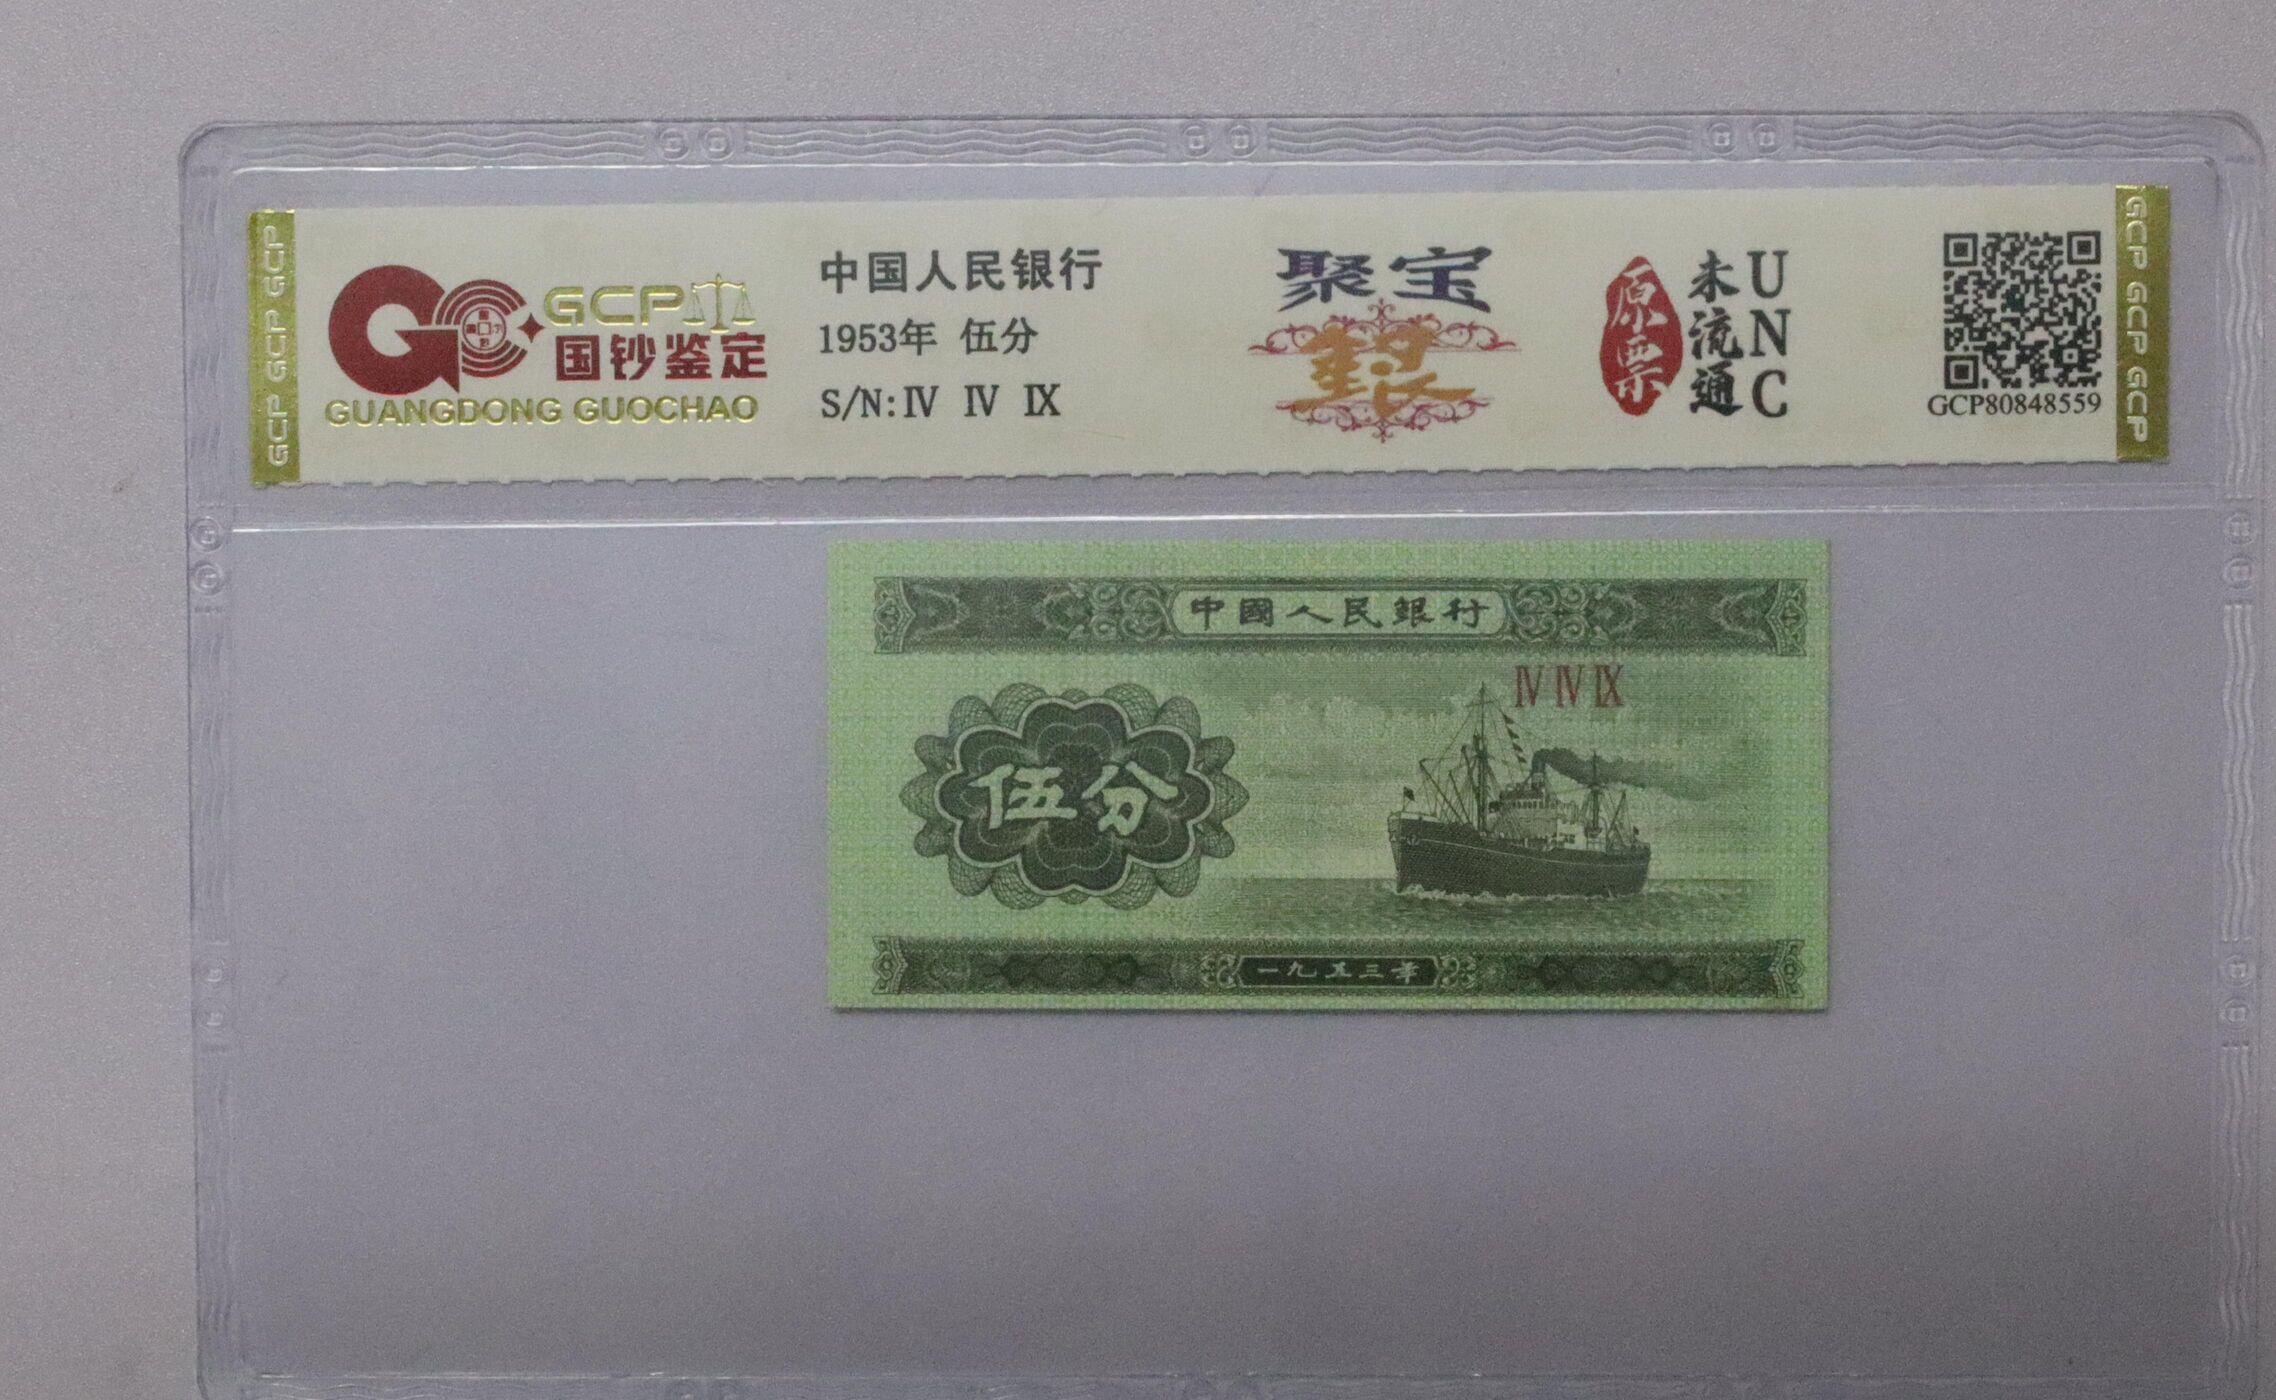 GCP GCP GCP
GCP
国钞鉴定
GUANGDONG GUOCHAO
中国人民银行
1953年 伍分
S/N: IV IV IX
聚宝
原票
未流通
UNC
GCP80848559
GCP GCP GCP
中國人民銀行
IV IV IX
伍分
一九五三年